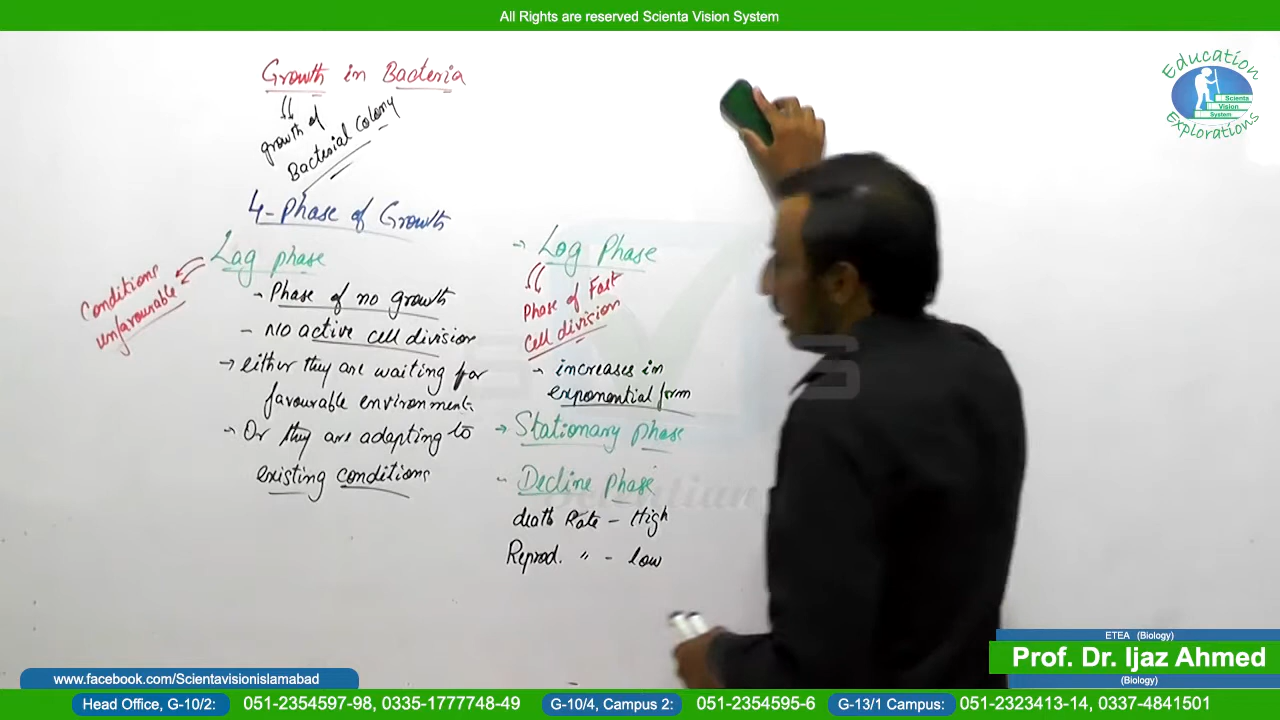 All Rights are reserved Scienta Vision System
Education
Scienta
Vision
System
Explorations
Growth in Bacteria
growth of
Bacterial Colony
4- Phase of Growth
Lag phase
Conditions
unfavourable
- Phase of no growth
- no active cell division
→ either they are waiting for
favourable environment.
- Or they are adapting to
existing conditions
- Log Phase
Phase of Fast
cell division
- increases in
exponential form
→ Stationary phase
- Decline phase
death Rate - High
Reprod. " - low
ETEA (Biology)
Prof. Dr. Ijaz Ahmed
(Biology)
www.facebook.com/Scientavisionislamabad
Head Office, G-10/2: 051-2354597-98, 0335-1777748-49 G-10/4, Campus 2: 051-2354595-6 G-13/1 Campus: 051-2323413-14, 0337-4841501